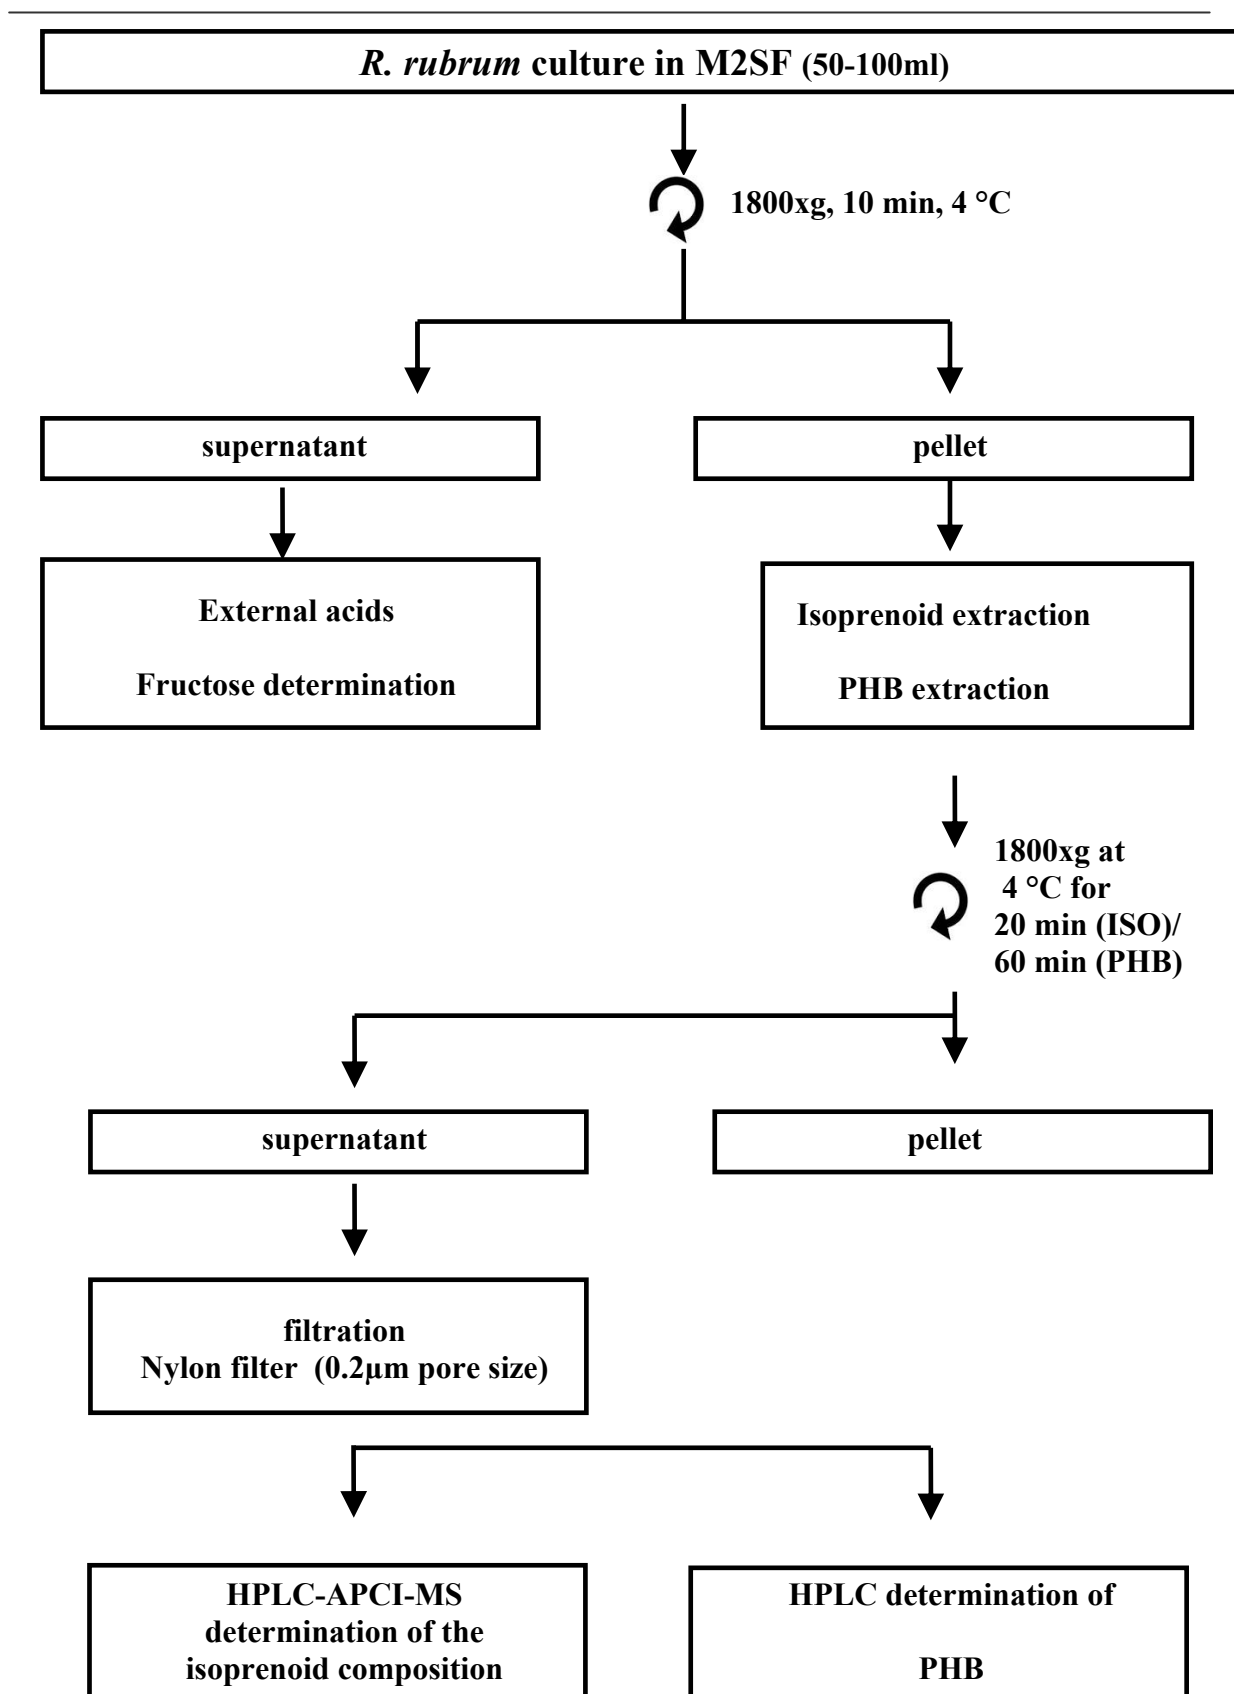 R. rubrum culture in M2SF (50-100ml)
1800xg, 10 min, 4 °C
supernatant
pellet
External acids
Fructose determination
Isoprenoid extraction
PHB extraction
1800xg at
4 °C for
20 min (ISO)/
60 min (PHB)
supernatant
pellet
filtration
Nylon filter (0.2µm pore size)
HPLC-APCI-MS
determination of the
isoprenoid composition
HPLC determination of
PHB